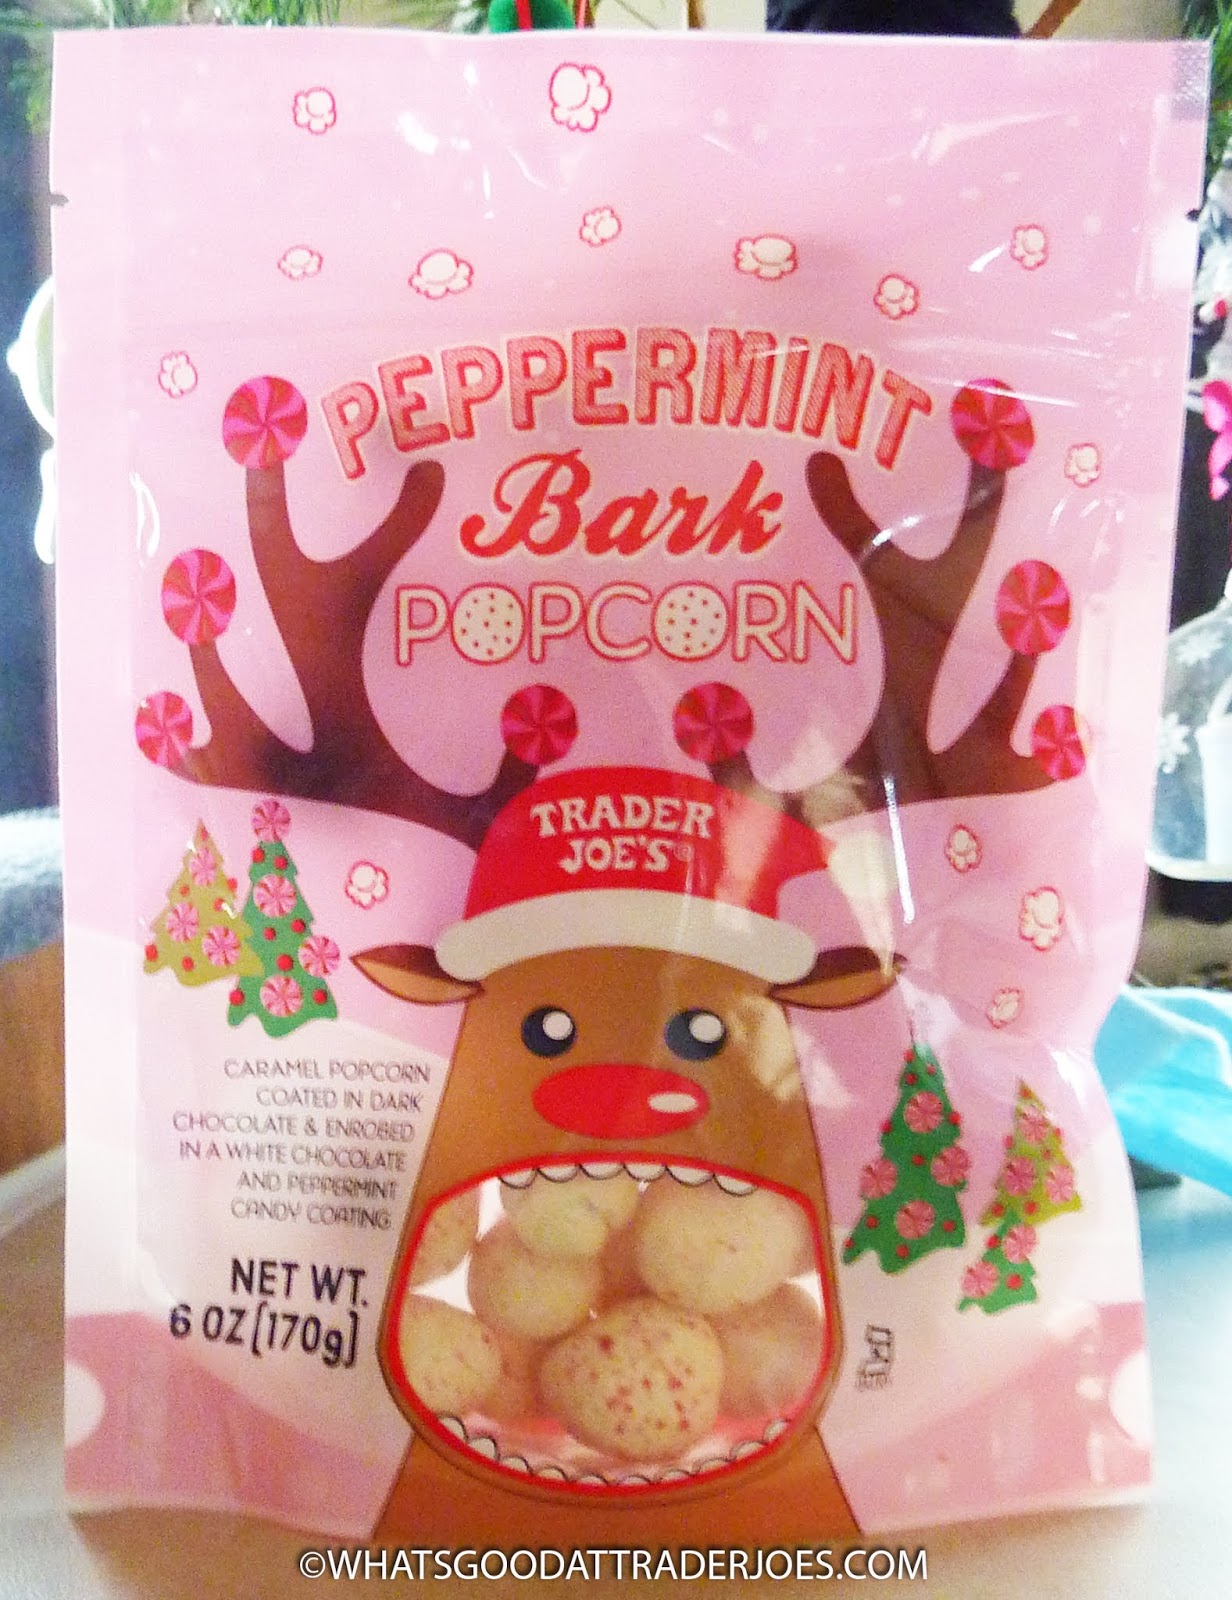 PEPPERMINT
Bark
POPCORN
TRADER
JOE'S®
CARAMEL POPCORN
COATED IN DARK
CHOCOLATE & ENROBED
IN A WHITE CHOCOLATE
AND PEPPERMINT
CANDY COATING
NET WT.
6 OZ (170g)
©WHATSGOODATTRADERJOES.COM